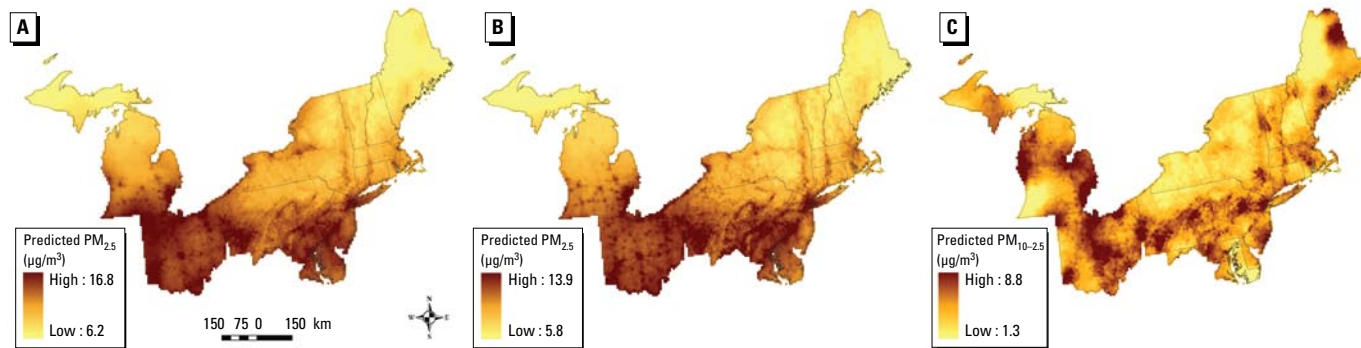 A
Predicted PM2.5
(µg/m3)
High : 16.8
Low : 6.2
150 75 0 150 km
N
W E
S
B
Predicted PM2.5
(µg/m3)
High : 13.9
Low : 5.8
C
Predicted PM10–2.5
(µg/m3)
High : 8.8
Low : 1.3